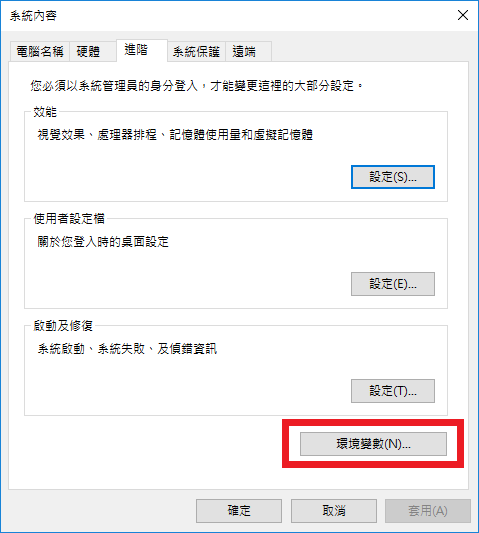 系統內容
電腦名稱 硬體 進階 系統保護 遠端
您必須以系統管理員的身分登入，才能變更這裡的大部分設定。
效能
視覺效果、處理器排程、記憶體使用量和虛擬記憶體
設定(S)...
使用者設定檔
關於您登入時的桌面設定
設定(E)...
啟動及修復
系統啟動、系統失敗、及偵錯資訊
設定(T)...
環境變數(N)...
確定 取消 套用(A)